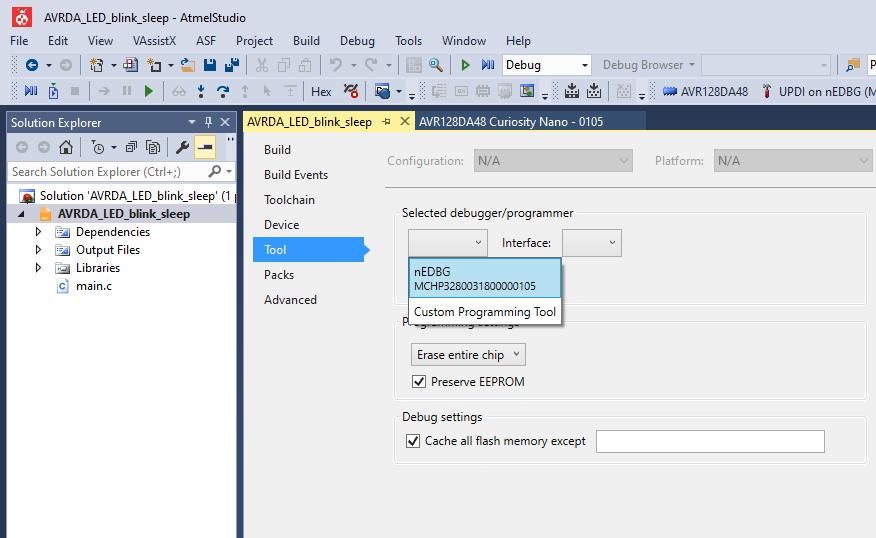 AVRDA_LED_blink_sleep - AtmelStudio
File Edit View VAssistX ASF Project Build Debug Tools Window Help
Debug Debug Browser
Hex AVR128DA48 UPDI on nEDBG (M
Solution Explorer
Search Solution Explorer (Ctrl+;)
Solution 'AVRDA_LED_blink_sleep' (1
AVRDA_LED_blink_sleep
Dependencies
Output Files
Libraries
main.c
AVRDA_LED_blink_sleep AVR128DA48 Curiosity Nano - 0105
Build
Build Events
Toolchain
Device
Tool
Packs
Advanced
Configuration: N/A Platform: N/A
Selected debugger/programmer
Interface:
nEDBG
MCHP3280031800000105
Custom Programming Tool
Programming settings
Erase entire chip
Preserve EEPROM
Debug settings
Cache all flash memory except